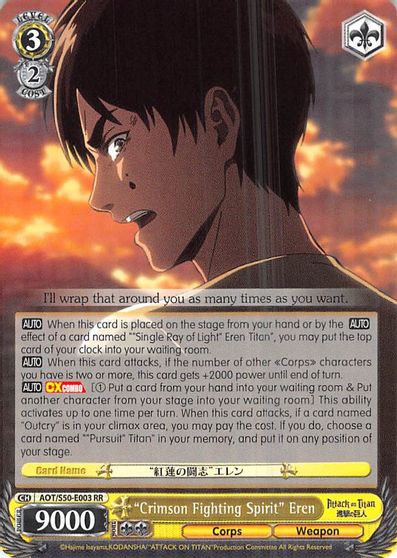 LEVEL
3
2
COST
I'll wrap that around you as many times as you want.
AUTO When this card is placed on the stage from your hand or by the
effect of a card named ""Single Ray of Light" Eren Titan", you may put the
top card of your clock into your waiting room.
AUTO When this card attacks, if the number of other «Corps» characters
you have is two or more, this card gets +2000 power until end of turn.
AUTO CXCOMBO [① Put a card from your hand into your waiting room & Put
another character from your stage into your waiting room] This ability
activates up to one time per turn. When this card attacks, if a card named
"Outcry" is in your climax area, you may pay the cost. If you do, choose a
card named ""Pursuit" Titan" in your memory, and put it on any position of
your stage.
Card Name
"紅蓮の闘志"エレン
CH AOT/S50-E003 RR
"Crimson Fighting Spirit" Eren
Attack on Titan
進撃の巨人
POWER
9000
SOUL
Corps
Weapon
©Hajime Isayama,KODANSHA/"ATTACK ON TITAN"Production Committee All Rights Reserved